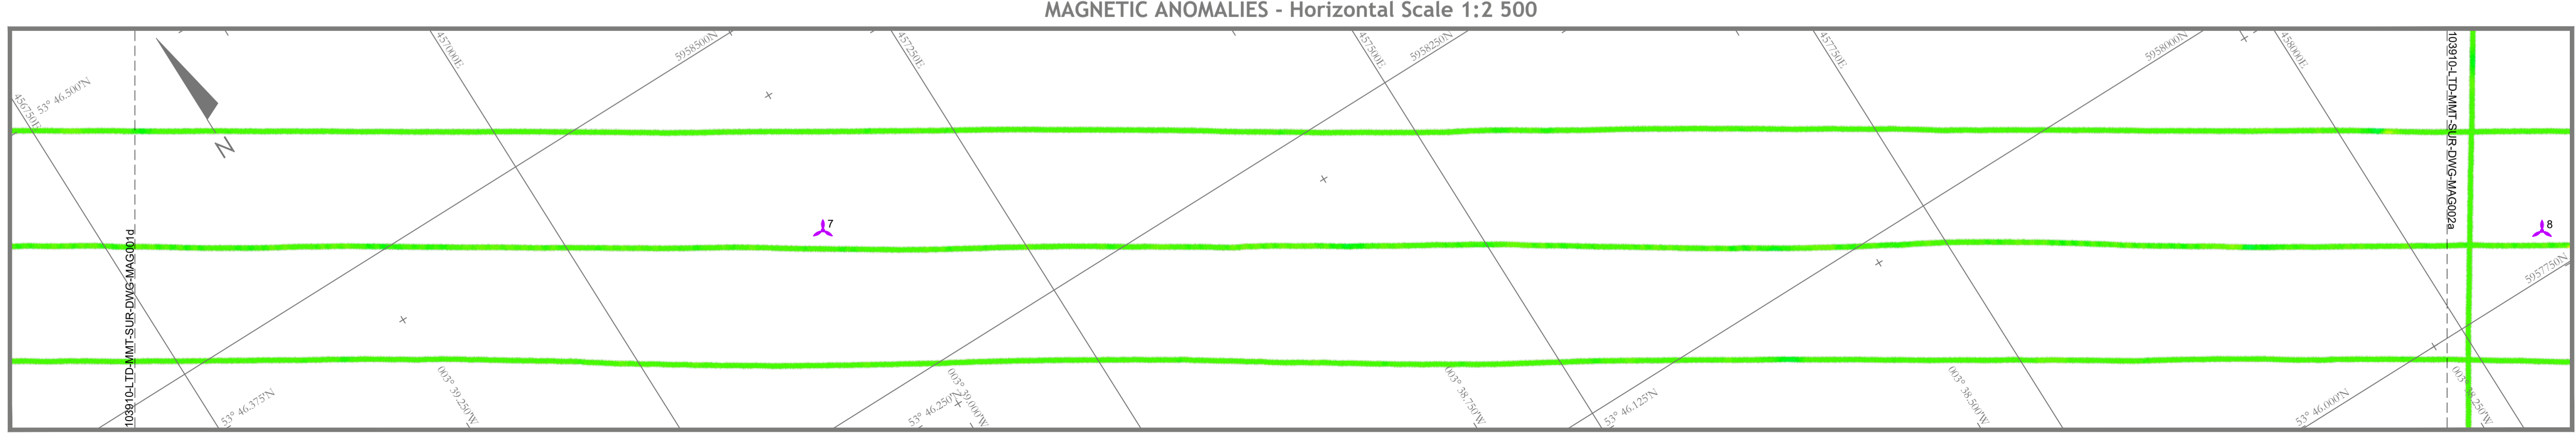 MAGNETIC ANOMALIES - Horizontal Scale 1:2 500
457000E
5958500N
457250E
457500E
5958250N
457750E
5958000N
458000E
456750E
53° 46.500'N
N
103910-LTD-MMT-SUR-DWG-MAG001d
103910-LTD-MMT-SUR-DWG-MAG002a
7
8
5957750N
53° 46.375'N
003° 39.250'W
53° 46.250'N
003° 39.000'W
003° 38.750'W
53° 46.125'N
003° 38.500'W
53° 46.000'N
003° 38.250'W